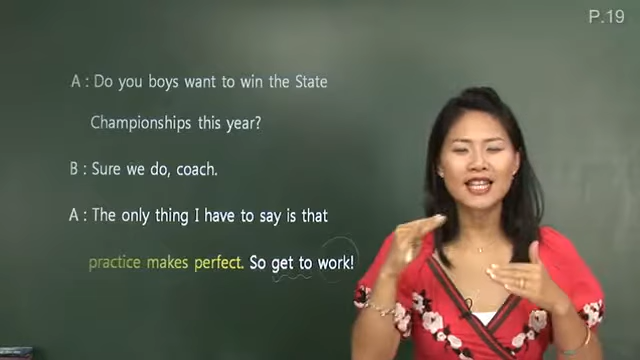 P.19
A : Do you boys want to win the State
Championships this year?
B : Sure we do, coach.
A : The only thing I have to say is that
practice makes perfect. So get to work!